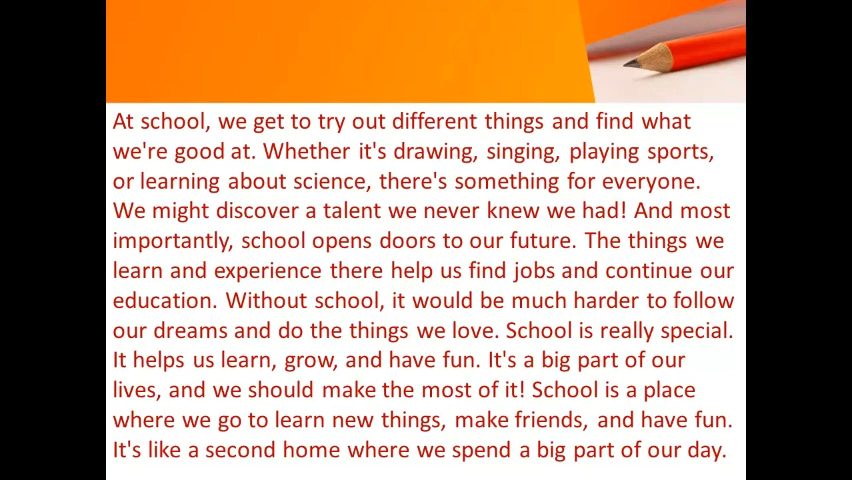 At school, we get to try out different things and find what
we're good at. Whether it's drawing, singing, playing sports,
or learning about science, there's something for everyone.
We might discover a talent we never knew we had! And most
importantly, school opens doors to our future. The things we
learn and experience there help us find jobs and continue our
education. Without school, it would be much harder to follow
our dreams and do the things we love. School is really special.
It helps us learn, grow, and have fun. It's a big part of our
lives, and we should make the most of it! School is a place
where we go to learn new things, make friends, and have fun.
It's like a second home where we spend a big part of our day.